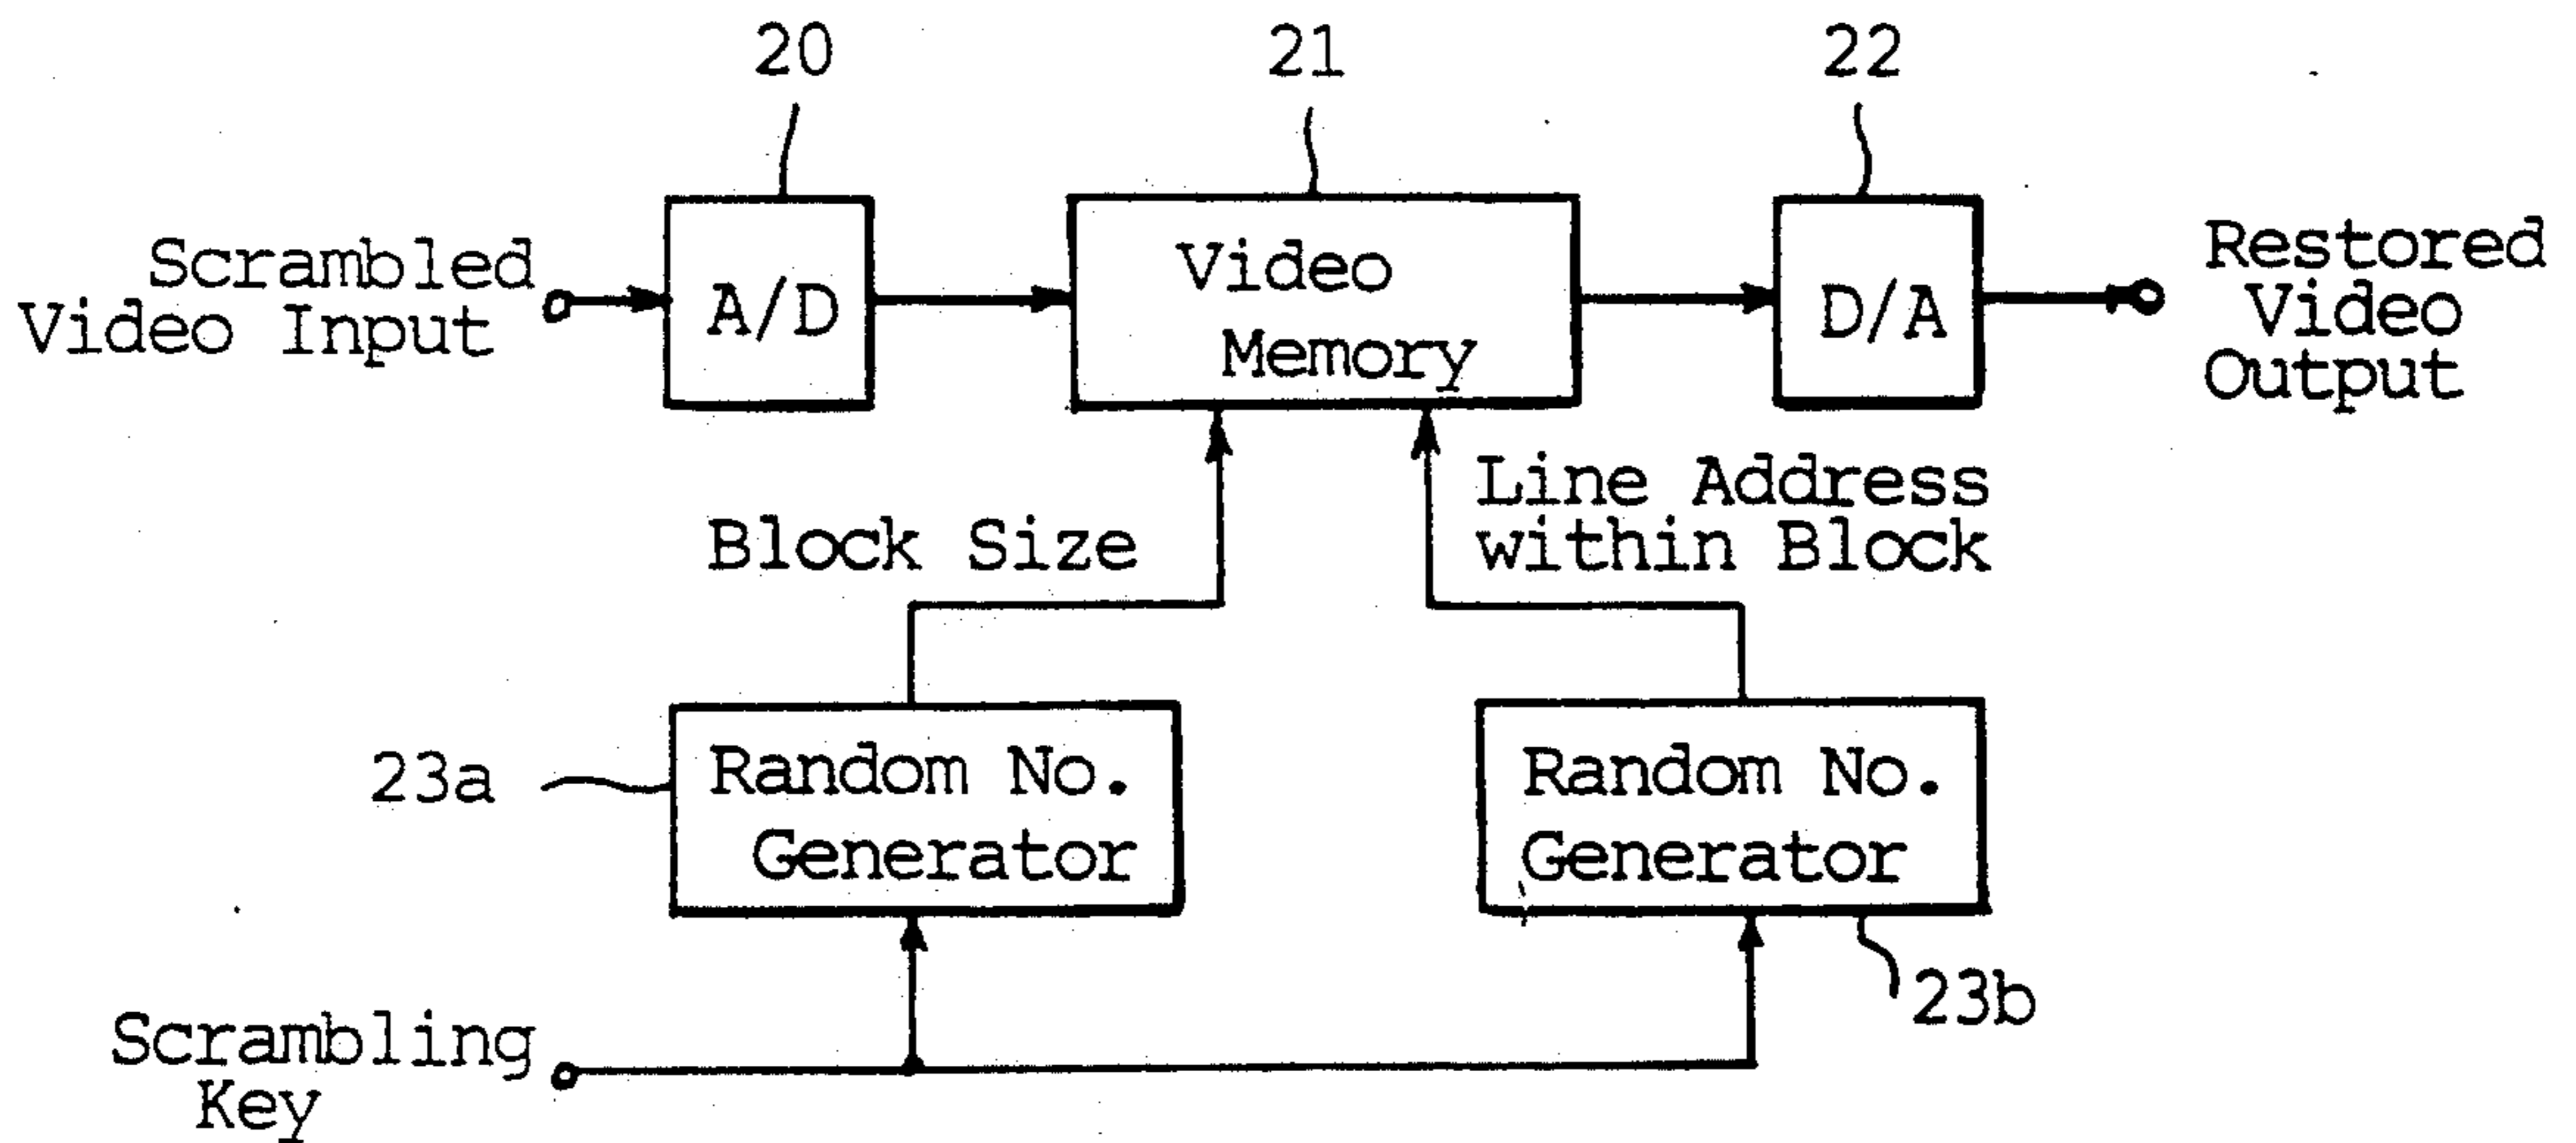 20
21
22
Scrambled
Video Input
A/D
Video
Memory
D/A
Restored
Video
Output
Block Size
Line Address
within Block
23a
Random No.
Generator
Random No.
Generator
23b
Scrambling
Key